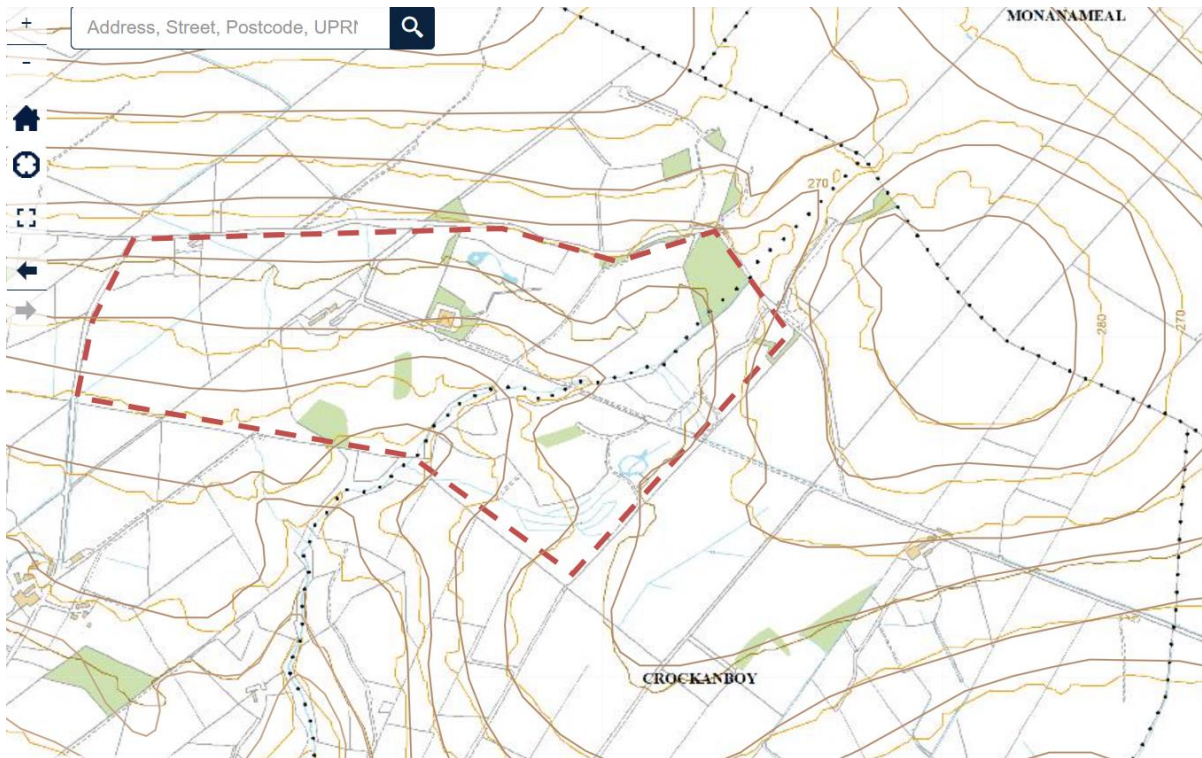 MONANAMEAL
Address, Street, Postcode, UPRN
270
280
270
CROCKANBOY